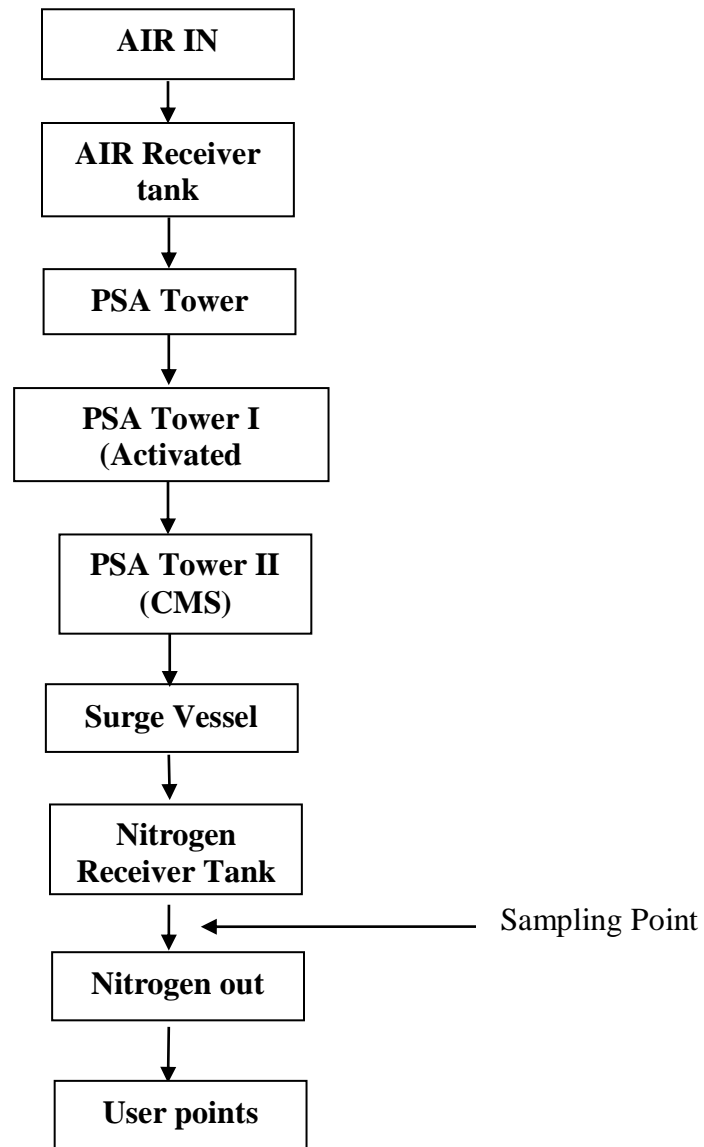 AIR IN
AIR Receiver
tank
PSA Tower
PSA Tower I
(Activated
PSA Tower II
(CMS)
Surge Vessel
Nitrogen
Receiver Tank
Sampling Point
Nitrogen out
User points